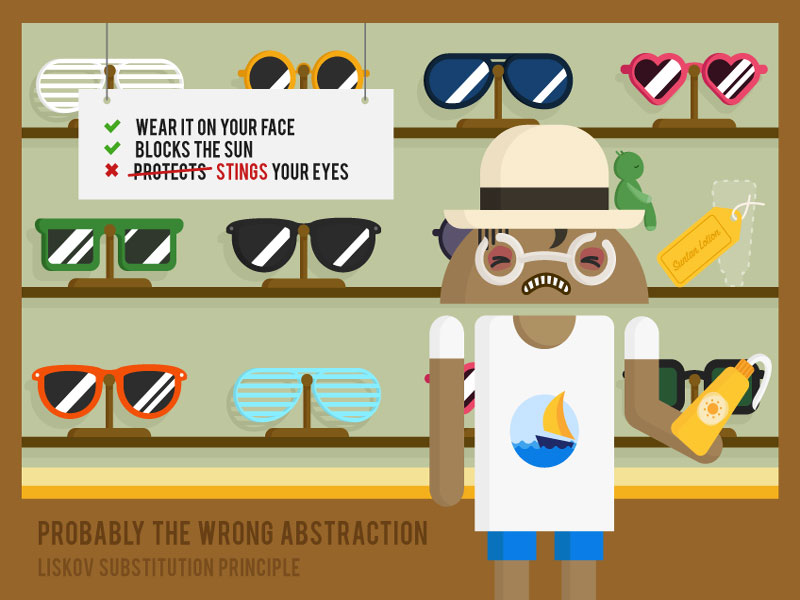 WEAR IT ON YOUR FACE
BLOCKS THE SUN
PROTECTS STINGS YOUR EYES
Suntan Lotion
PROBABLY THE WRONG ABSTRACTION
LISKOV SUBSTITUTION PRINCIPLE